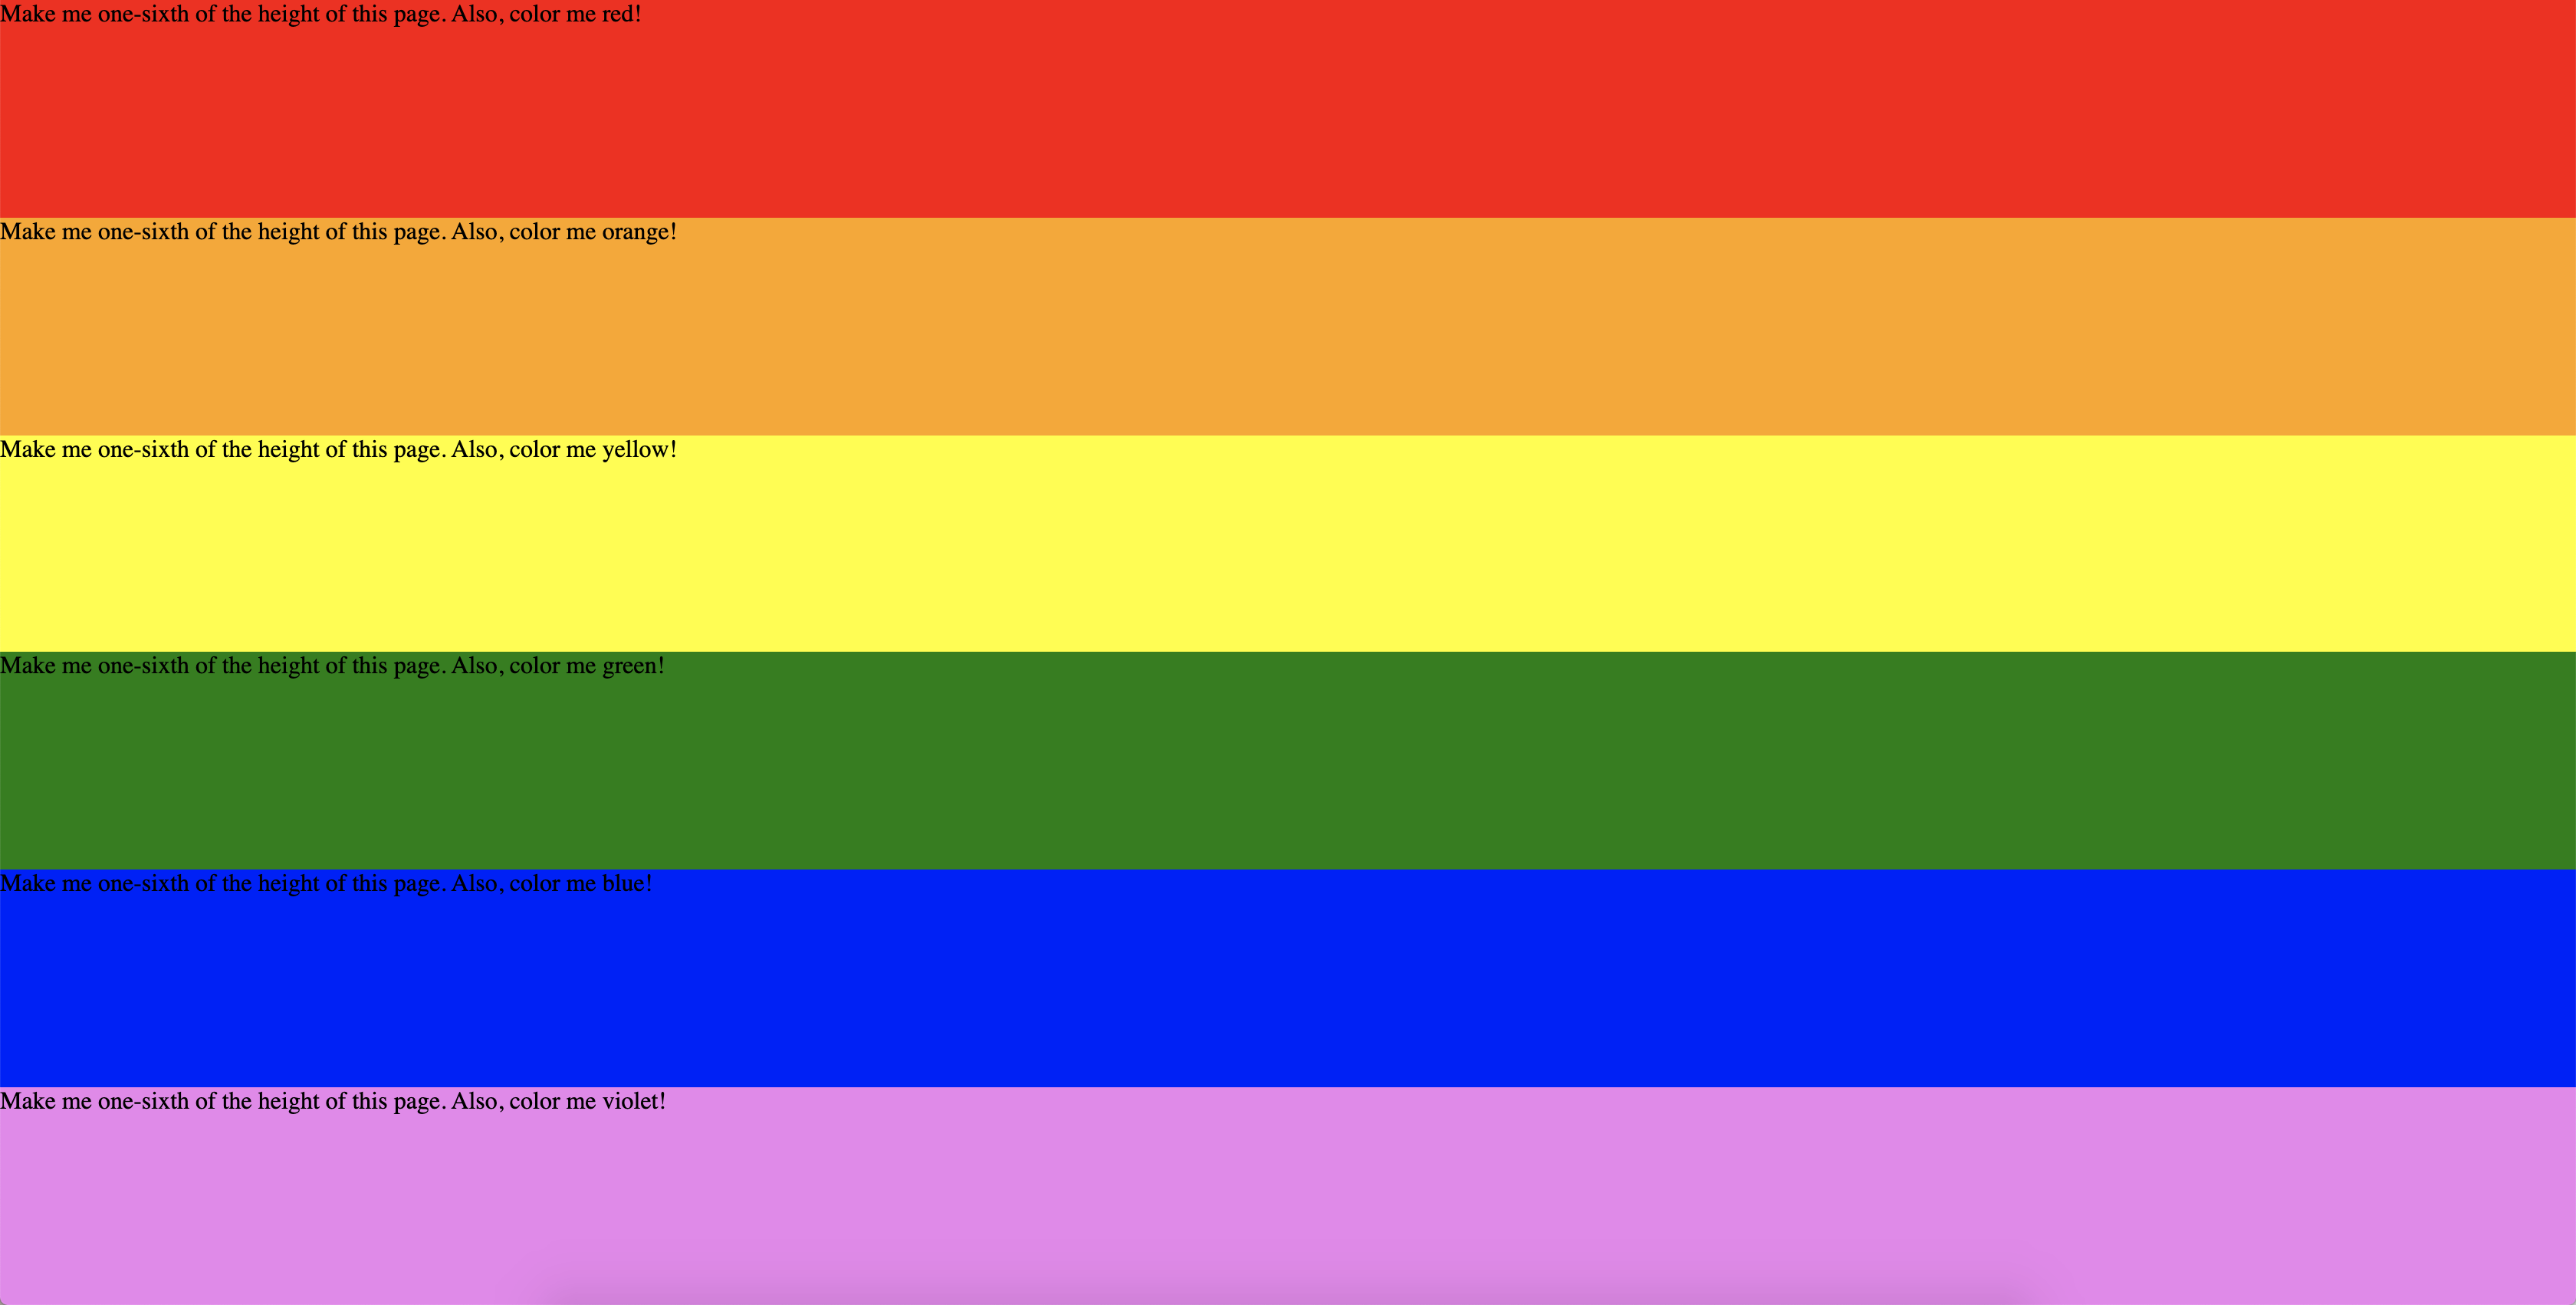 Make me one-sixth of the height of this page. Also, color me red!
Make me one-sixth of the height of this page. Also, color me orange!
Make me one-sixth of the height of this page. Also, color me yellow!
Make me one-sixth of the height of this page. Also, color me green!
Make me one-sixth of the height of this page. Also, color me blue!
Make me one-sixth of the height of this page. Also, color me violet!